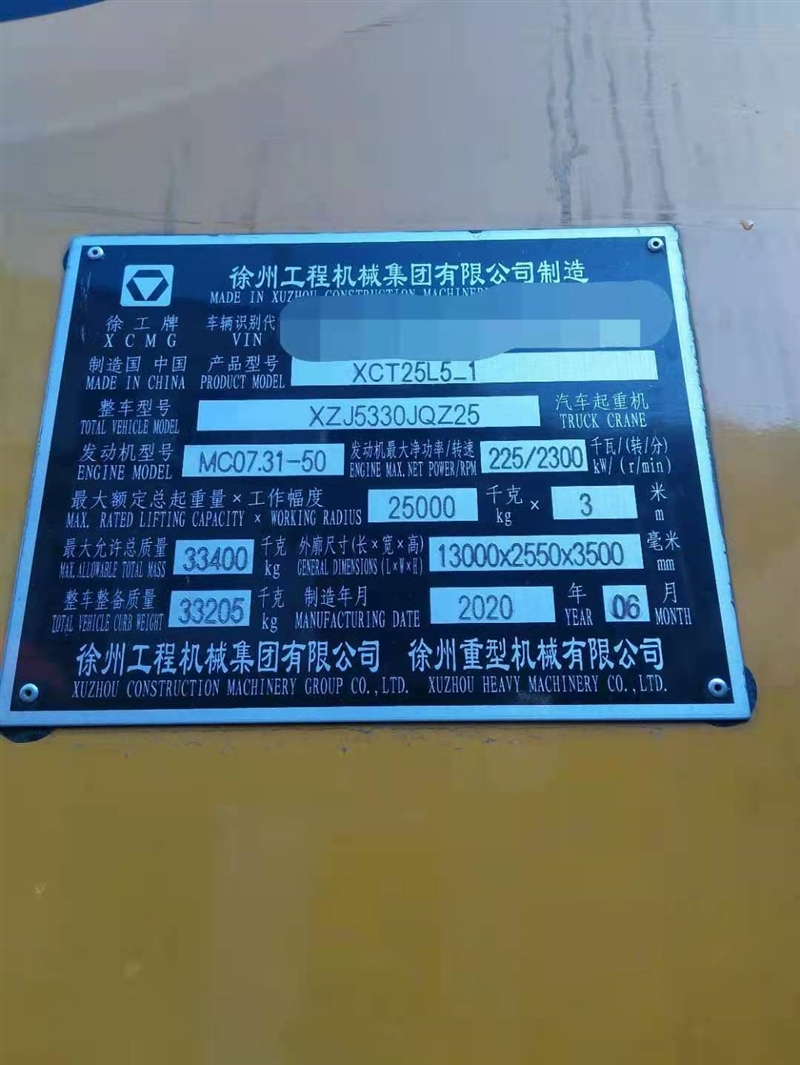 徐州工程机械集团有限公司制造
MADE IN XUZHOU CONSTRUCTION MACHINERY
徐工牌 车辆识别代
XCMG VIN
制造国 中国 产品型号 XCT25L5_1
MADE IN CHINA PRODUCT MODEL
整车型号 XZJ5330JQZ25 汽车起重机
TOTAL VEHICLE MODEL TRUCK CRANE
发动机型号 MC07.31-50 发动机最大净功率/转速 225/2300 千瓦/(转/分)
ENGINE MODEL ENGINE MAX.NET POWER/RPM kW/(r/min)
最大额定总起重量×工作幅度 25000 千克 × 3 米
MAX. RATED LIFTING CAPACITY × WORKING RADIUS kg m
最大允许总质量 33400 千克 外廓尺寸(长×宽×高) 13000x2550x3500 毫米
MAX.ALLOWABLE TOTAL MASS kg GENERAL DIMENSIONS(L×W×H) mm
整车整备质量 33205 千克 制造年月 2020 年 06 月
TOTAL VEHICLE CURB WEIGHT kg MANUFACTURING DATE YEAR MONTH
徐州工程机械集团有限公司 徐州重型机械有限公司
XUZHOU CONSTRUCTION MACHINERY GROUP CO.,LTD. XUZHOU HEAVY MACHINERY CO.,LTD.